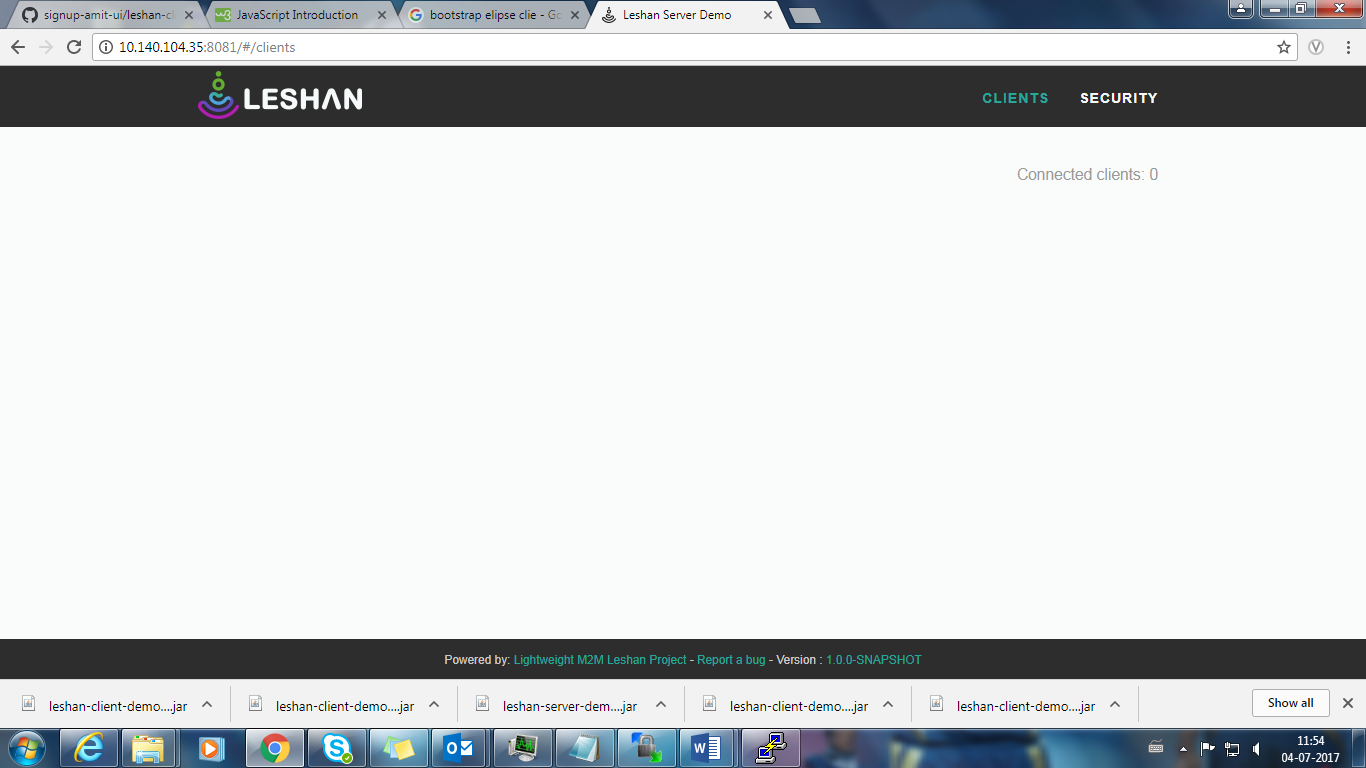 signup-amit-ui/leshan-cl
JavaScript Introduction
bootstrap elipse clie - Go
Leshan Server Demo
10.140.104.35:8081/#/clients
LESHAN
CLIENTS
SECURITY
Connected clients: 0
Powered by: Lightweight M2M Leshan Project - Report a bug - Version : 1.0.0-SNAPSHOT
leshan-client-demo....jar
leshan-client-demo....jar
leshan-server-dem....jar
leshan-client-demo....jar
leshan-client-demo....jar
Show all
11:54
04-07-2017